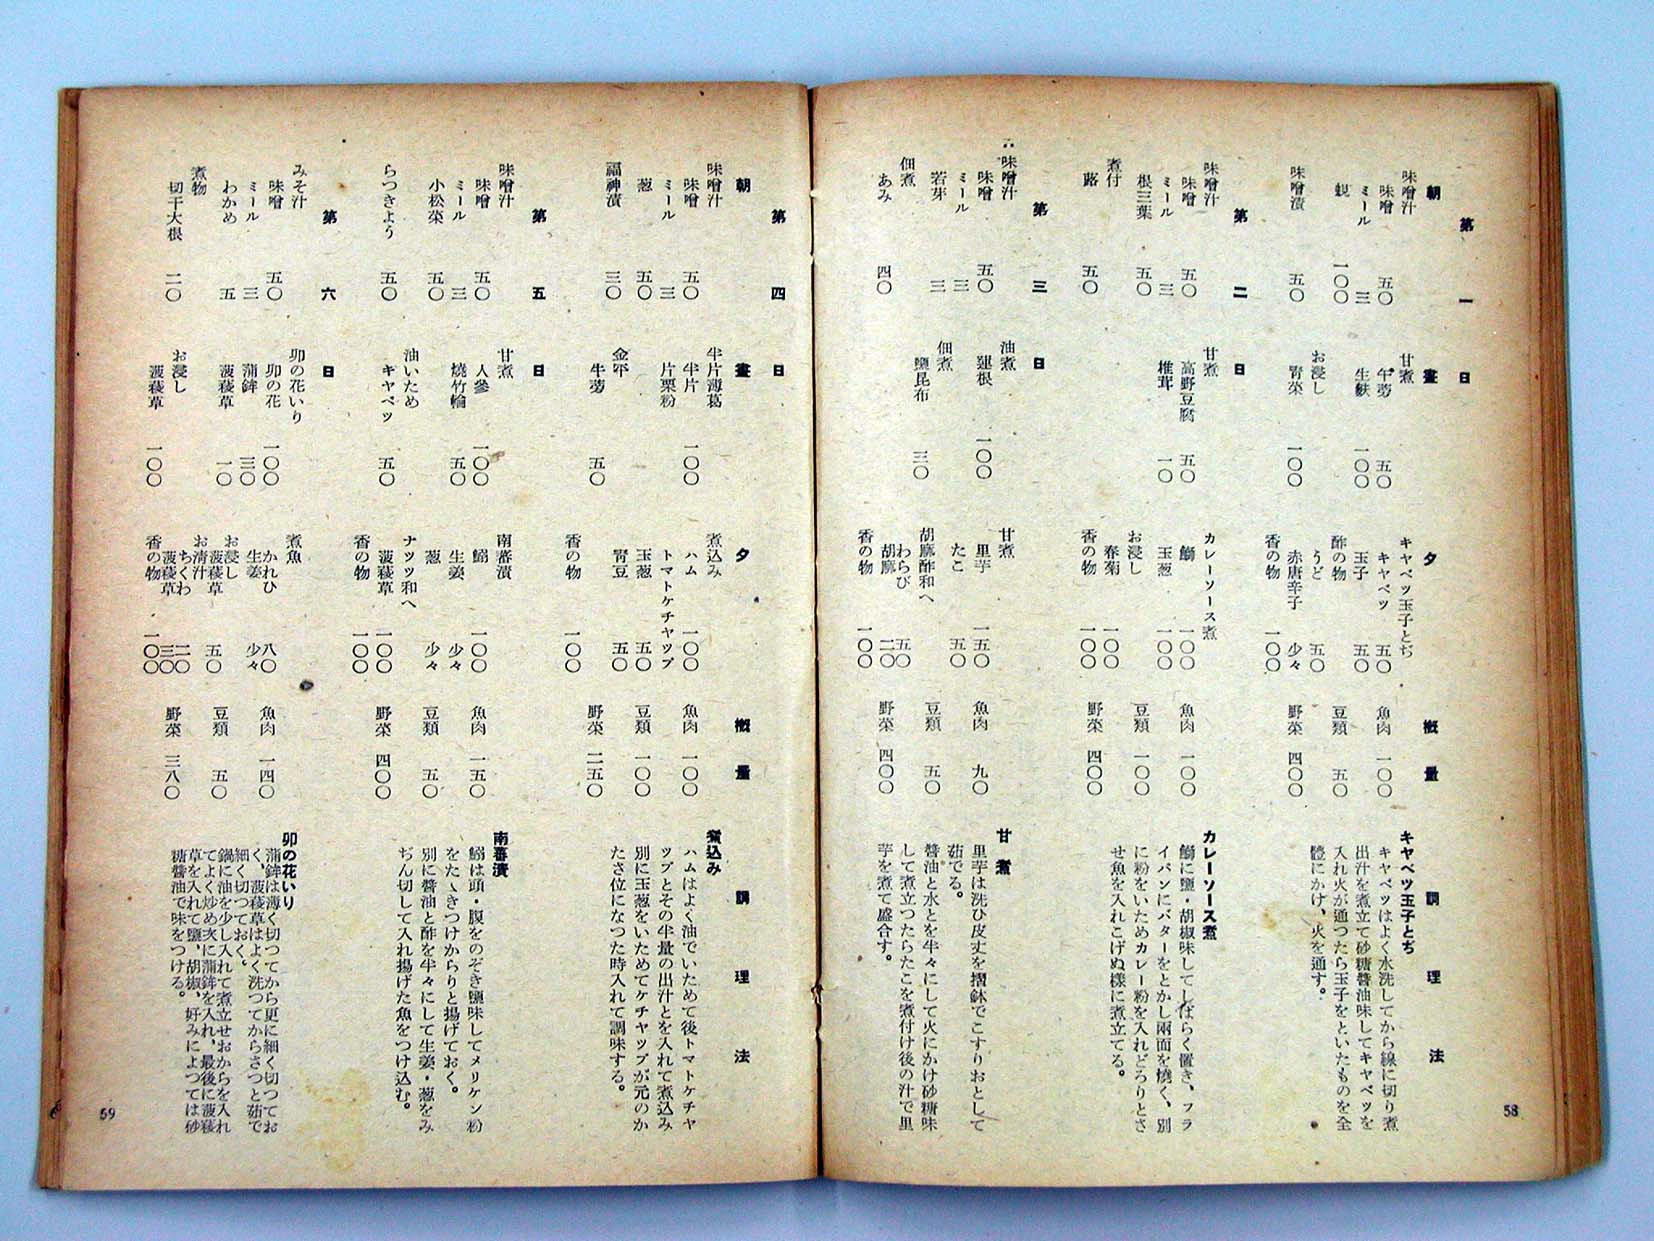 第一日
朝
味噌汁
味噌 五〇
ミール 三
蜆 一〇〇
味噌漬 五〇
晝
甘煮
牛蒡 五〇
生麩 一〇〇
お浸し
靑菜 一〇〇
夕
キヤベツ玉子とぢ
キヤベツ 五〇
玉子 五〇
酢の物
うど 五〇
赤唐辛子 少々
香の物 一〇〇
概量
魚肉 一〇〇
豆類 五〇
野菜 四〇〇
調理法
キヤベツ玉子とぢ
キヤベツはよく水洗してから線に切り煮
出汁を煮立て砂糖醬油味してキヤベツを
入れ火が通つたら玉子をといたものを全
體にかけ、火を通す。
第二日
味噌汁
味噌 五〇
ミール 三
根三葉 五〇
煮付
蕗 五〇
甘煮
高野豆腐 五〇
椎茸 一〇
カレーソース煮
鰤 一〇〇
玉葱 一〇〇
お浸し
春菊 一〇〇
香の物 一〇〇
魚肉 一〇〇
豆類 一〇〇
野菜 四〇〇
カレーソース煮
鰤に鹽・胡椒味してしばらく置き、フラ
イパンにバターをとかし兩面を燒く、別
に粉をいためカレー粉を入れどろりとさ
せ魚を入れこげぬ樣に煮立てる。
第三日
味噌汁
味噌 五〇
ミール 三
若芽 三
佃煮
あみ 四〇
油煮
蓮根 一〇〇
佃煮
鹽昆布 三〇
甘煮
里芋 一五〇
たこ 五〇
胡麻酢和へ
わらび 五〇
胡麻 二〇
香の物 一〇〇
魚肉 九〇
豆類 五〇
野菜 四〇〇
甘煮
里芋は洗ひ皮丈を摺鉢でこすりおとして
茹でる。
醬油と水とを半々にして火にかけ砂糖味
して煮立つたらたこを煮付け後の汁で里
芋を煮て盛合す。
58
第四日
朝
味噌汁
味噌 五〇
ミール 三
葱 五〇
福神漬 三〇
晝
半片薄葛
半片 一〇〇
片栗粉
金平
牛蒡 五〇
夕
煮込み
ハム 一〇〇
トマトケチヤツプ
玉葱 五〇
靑豆 五〇
香の物 一〇〇
概量
魚肉 一〇〇
豆類 一〇〇
野菜 二五〇
調理法
煮込み
ハムはよく油でいためて後トマトケチヤ
ツプとその半量の出汁とを入れて煮込み
別に玉葱をいためてケチヤツプが元のか
たさ位になつた時入れて調味する。
第五日
味噌汁
味噌 五〇
ミール 三
小松菜 五〇
らつきよう 五〇
甘煮
人參 一〇〇
燒竹輪 五〇
油いため
キヤベツ 五〇
南蕃漬
鰯 一〇〇
生姜 少々
葱 少々
ナツツ和へ
菠薐草 一〇〇
香の物 一〇〇
魚肉 一五〇
豆類 五〇
野菜 四〇〇
南蕃漬
鰯は頭・腹をのぞき鹽味してメリケン粉
をたゝきつけからりと揚げておく。
別に醬油と酢を半々にして生姜・葱をみ
ぢん切して入れ揚げた魚をつけ込む。
第六日
みそ汁
味噌 五〇
ミール 三
わかめ 五
煮物
切干大根 二〇
卯の花いり
卯の花 一〇〇
蒲鉾 三〇
菠薐草 一〇
お浸し
菠薐草 一〇〇
煮魚
かれひ 八〇
生姜 少々
お浸し
菠薐草 五〇
お淸汁
ちくわ 二〇
菠薐草 三〇
香の物 一〇〇
魚肉 一四〇
豆類 五〇
野菜 三八〇
卯の花いり
蒲鉾は薄く切つてから更に細く切つてお
く、菠薐草はよく洗つてからさつと茹で
細く切つておく。
鍋に油を少し入れて煮立せおからを入れ
てよく炒め次に蒲鉾を入れ、最後に菠薐
草を入れて鹽、胡椒、好みによつては砂
糖醬油で味をつける。
59